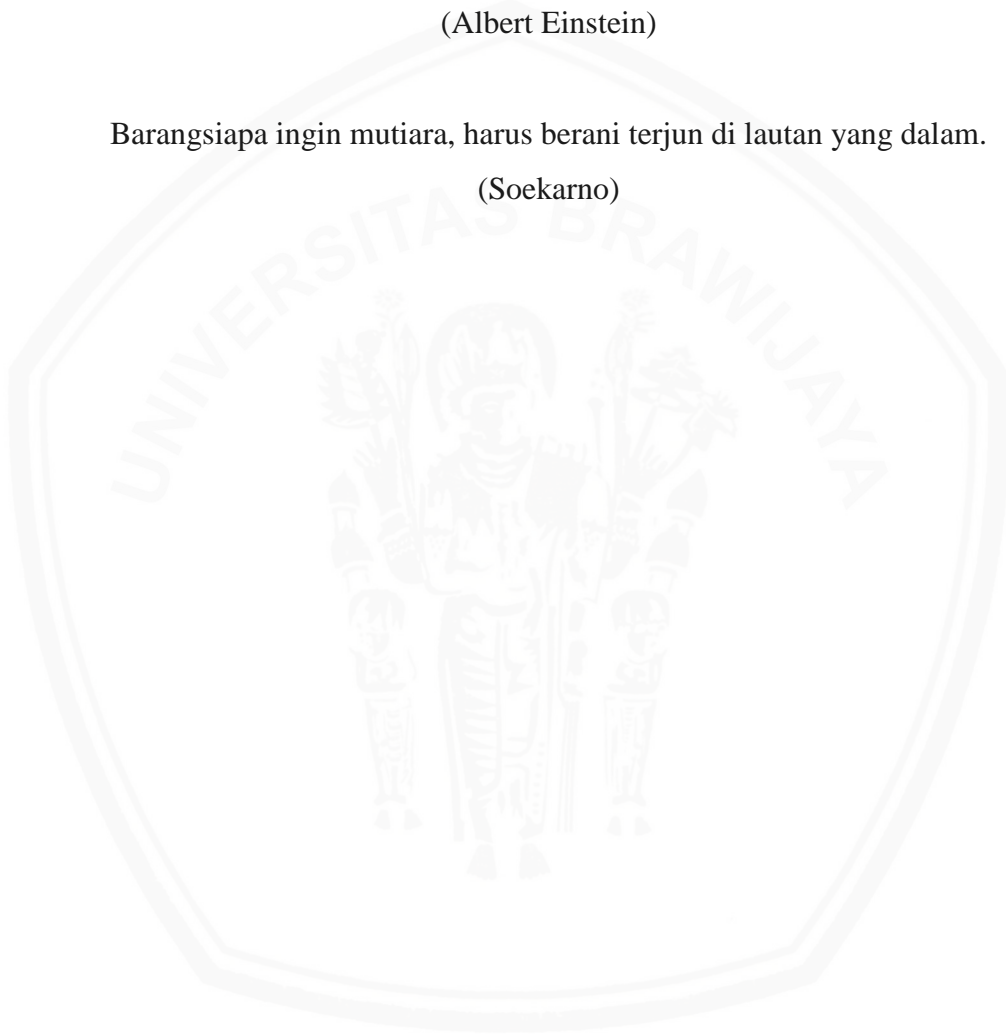 (Albert Einstein)
Barangsiapa ingin mutiara, harus berani terjun di lautan yang dalam.
(Soekarno)
UNIVERSITAS BRAWIJAYA